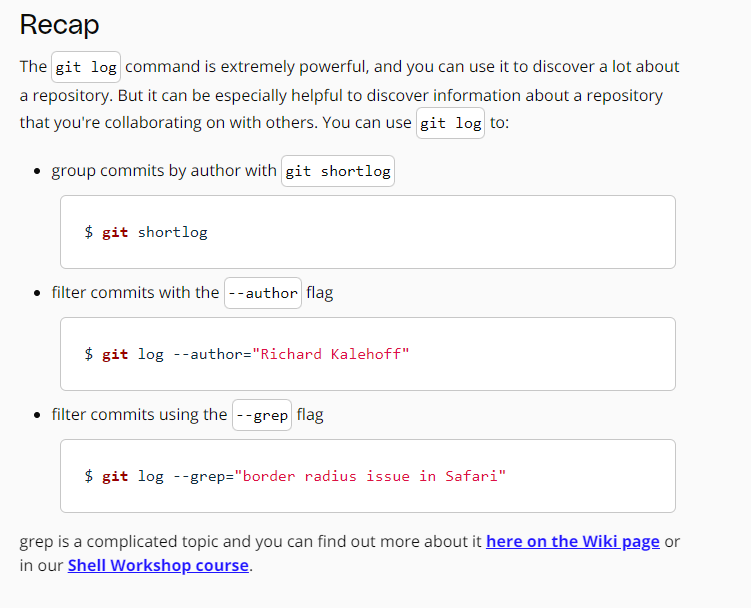 Recap
The git log command is extremely powerful, and you can use it to discover a lot about
a repository. But it can be especially helpful to discover information about a repository
that you're collaborating on with others. You can use git log to:
• group commits by author with git shortlog
$ git shortlog
• filter commits with the --author flag
$ git log --author="Richard Kalehoff"
• filter commits using the --grep flag
$ git log --grep="border radius issue in Safari"
grep is a complicated topic and you can find out more about it here on the Wiki page or
in our Shell Workshop course.